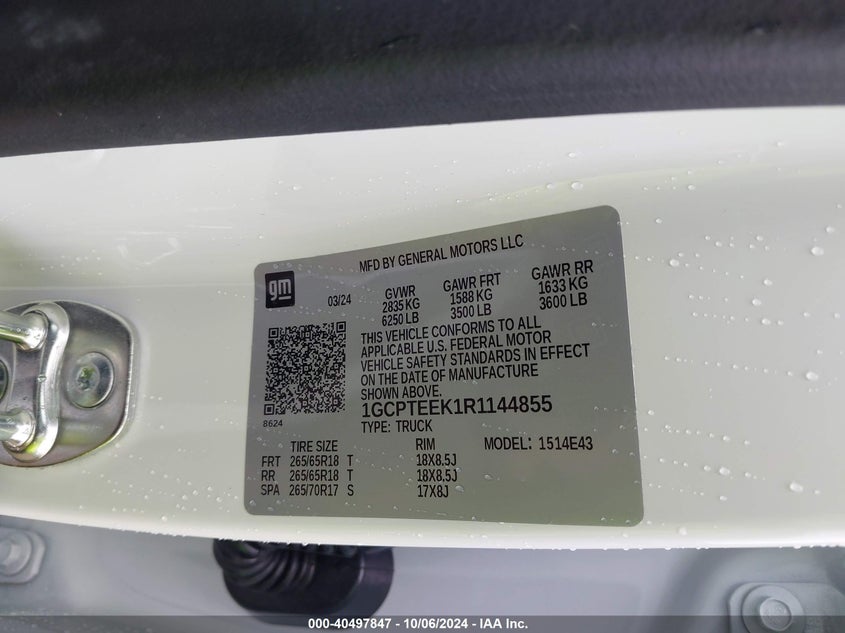 MFD BY GENERAL MOTORS LLC
gm
03/24
GVWR GAWR FRT GAWR RR
2835 KG 1588 KG 1633 KG
6250 LB 3500 LB 3600 LB
THIS VEHICLE CONFORMS TO ALL
APPLICABLE U.S. FEDERAL MOTOR
VEHICLE SAFETY STANDARDS IN EFFECT
ON THE DATE OF MANUFACTURE
SHOWN ABOVE.
1GCPTEEK1R1144855
8624
TYPE: TRUCK
TIRE SIZE RIM MODEL: 1514E43
FRT 265/65R18 T 18X8.5J
RR 265/65R18 T 18X8.5J
SPA 265/70R17 S 17X8J
000-40497847 - 10/06/2024 - IAA Inc.